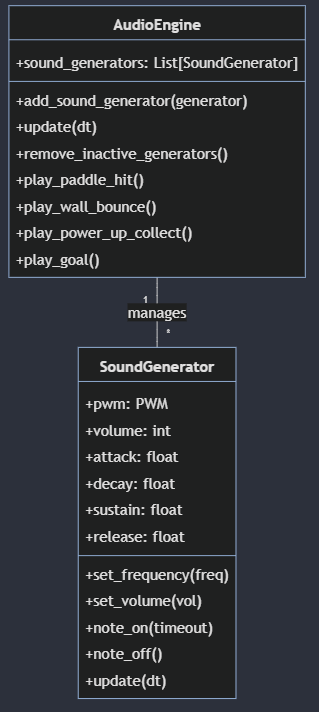 AudioEngine
+sound_generators: List[SoundGenerator]
+add_sound_generator(generator)
+update(dt)
+remove_inactive_generators()
+play_paddle_hit()
+play_wall_bounce()
+play_power_up_collect()
+play_goal()
1
manages
*
SoundGenerator
+pwm: PWM
+volume: int
+attack: float
+decay: float
+sustain: float
+release: float
+set_frequency(freq)
+set_volume(vol)
+note_on(timeout)
+note_off()
+update(dt)